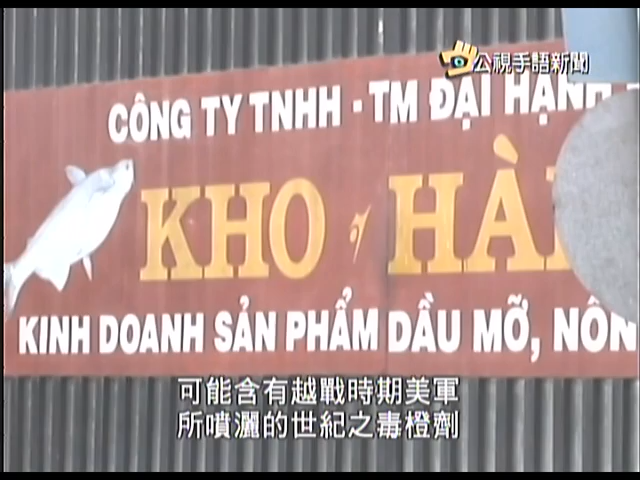 公視手語新聞
CÔNG TY TNHH - TM ĐẠI HẠNH
KHO HÀ
KINH DOANH SẢN PHẨM DẦU MỠ, NÔN
可能含有越戰時期美軍
所噴灑的世紀之毒橙劑